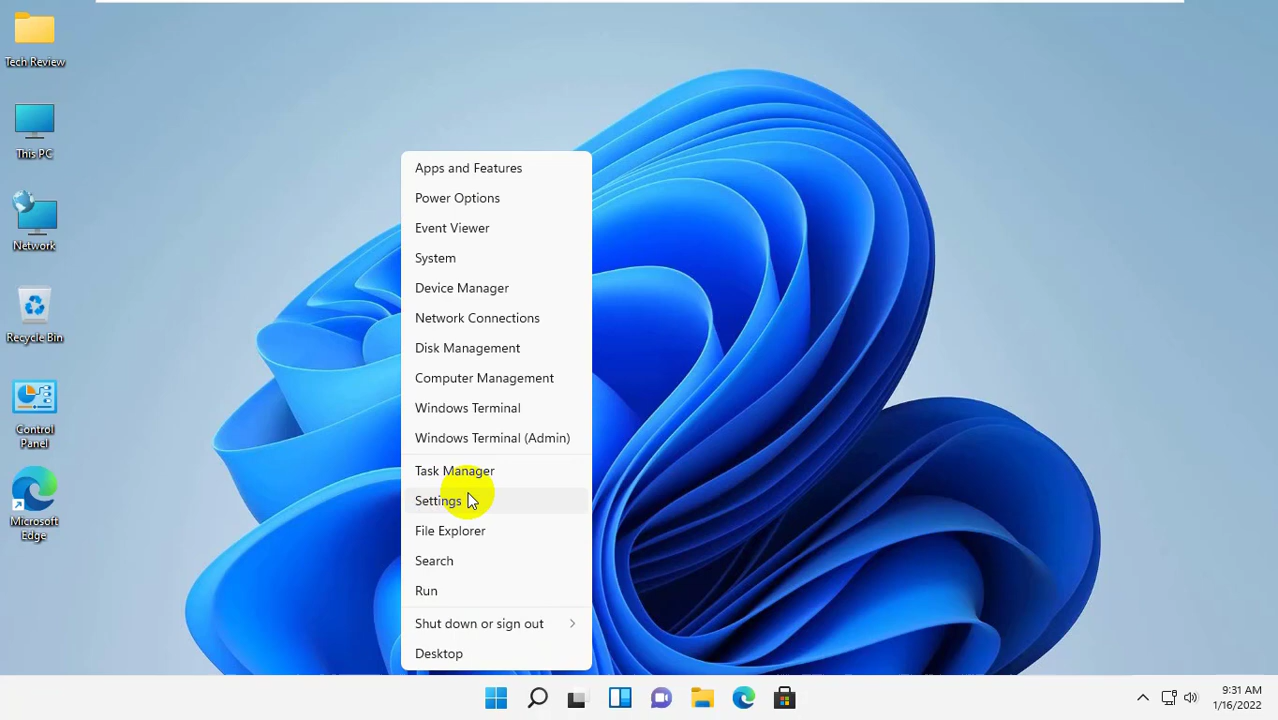 Tech Review
This PC
Network
Recycle Bin
Control
Panel
Microsoft
Edge
Apps and Features
Power Options
Event Viewer
System
Device Manager
Network Connections
Disk Management
Computer Management
Windows Terminal
Windows Terminal (Admin)
Task Manager
Settings
File Explorer
Search
Run
Shut down or sign out
Desktop
9:31 AM
1/16/2022